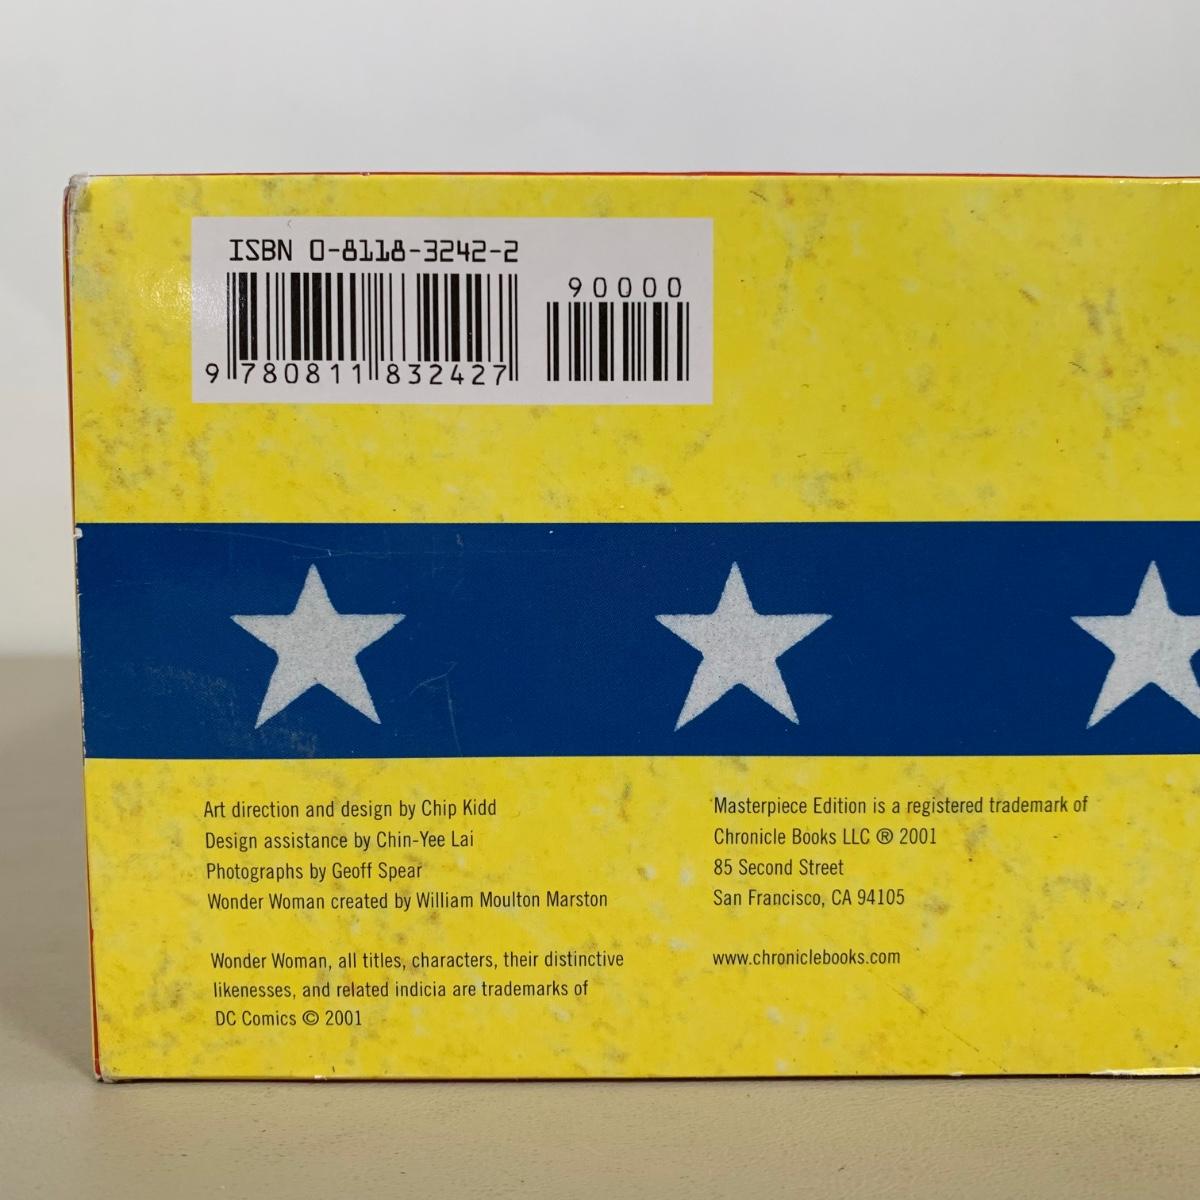 ISBN 0-8118-3242-2
90000
9 780811 832427
Art direction and design by Chip Kidd
Design assistance by Chin-Yee Lai
Photographs by Geoff Spear
Wonder Woman created by William Moulton Marston
Wonder Woman, all titles, characters, their distinctive
likenesses, and related indicia are trademarks of
DC Comics © 2001
Masterpiece Edition is a registered trademark of
Chronicle Books LLC ® 2001
85 Second Street
San Francisco, CA 94105
www.chroniclebooks.com